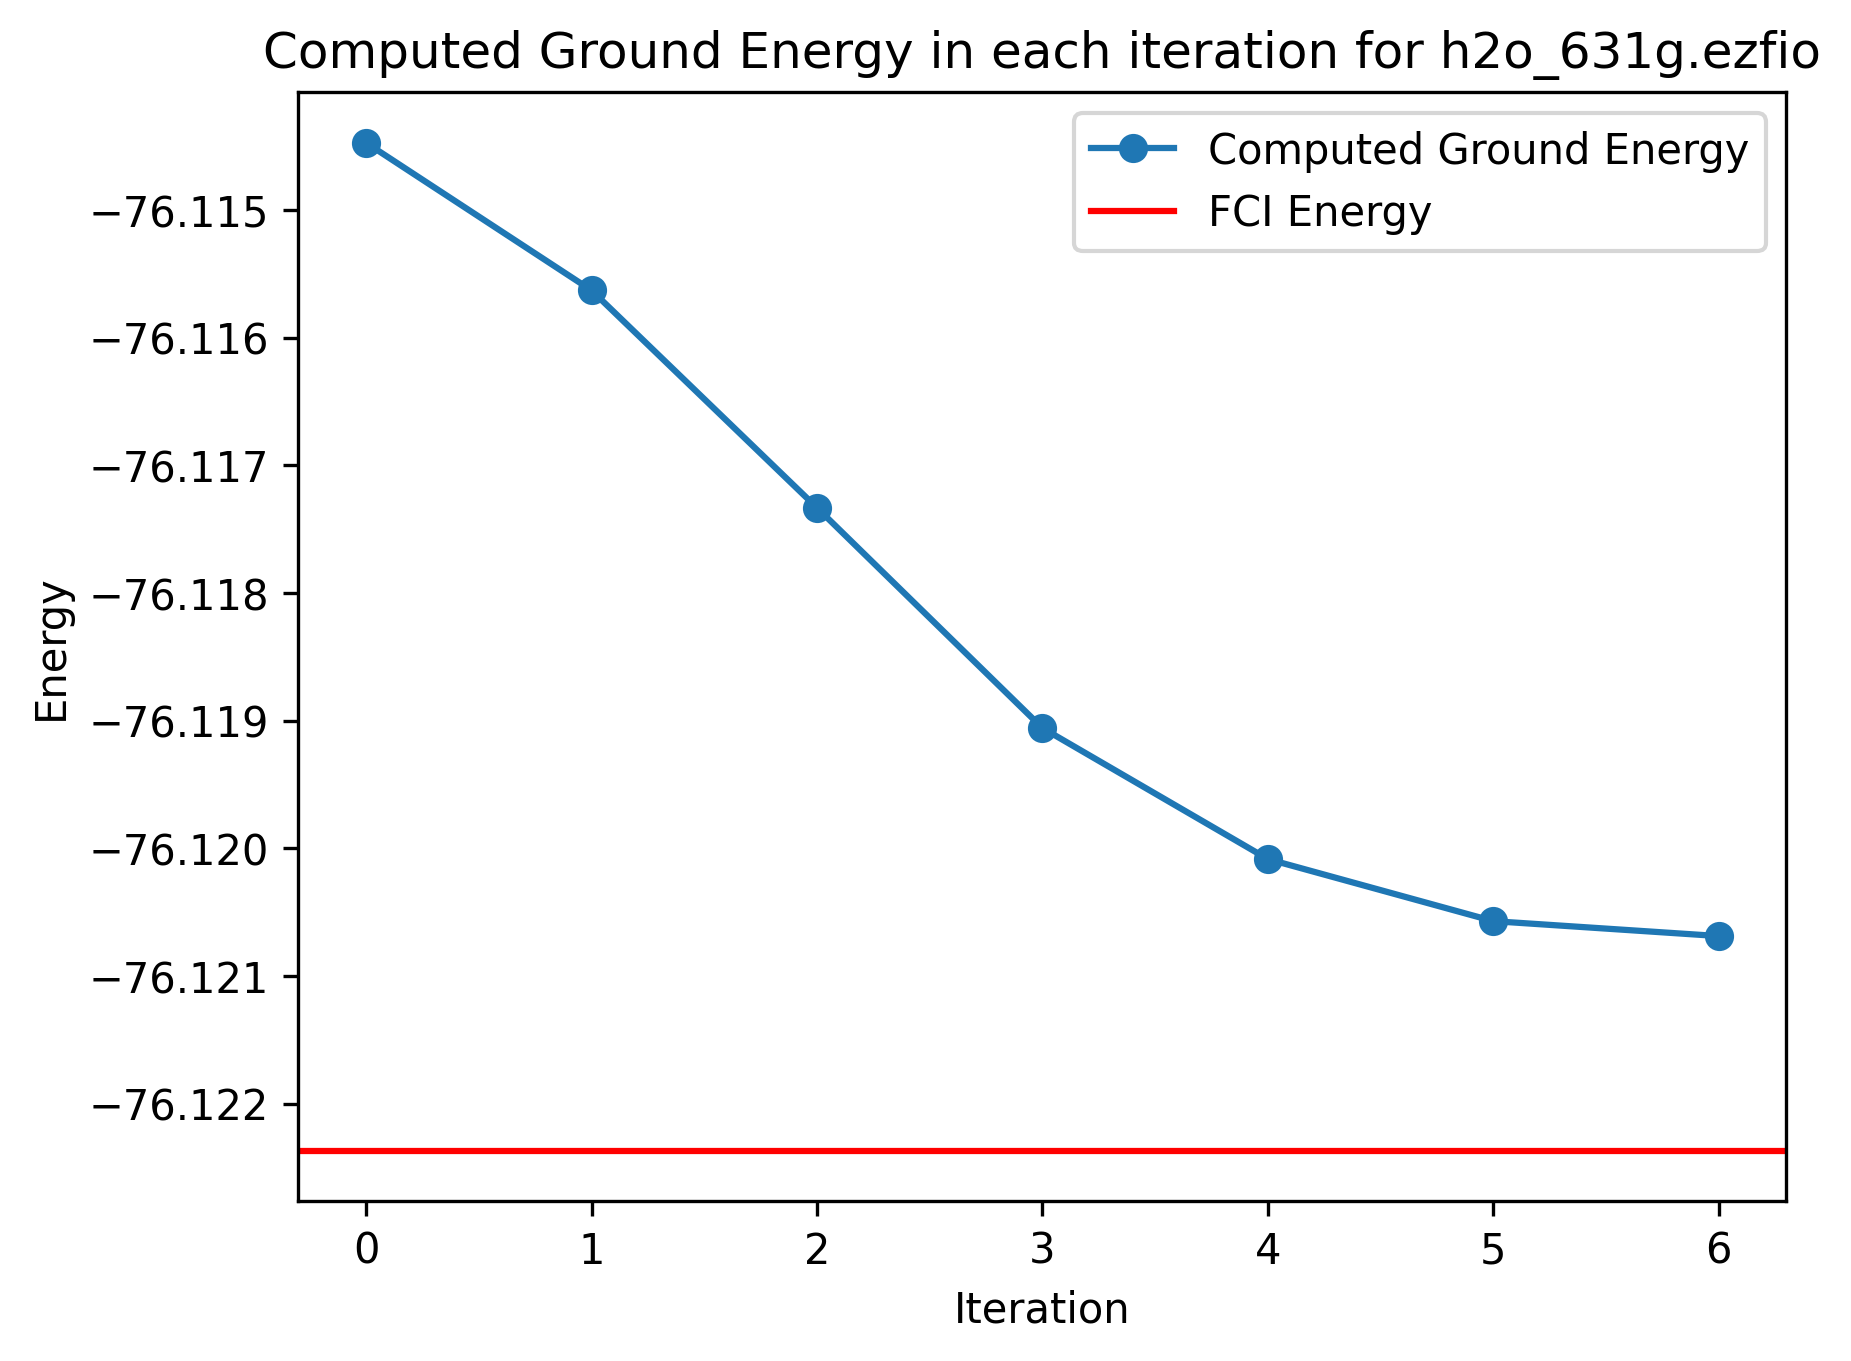 Computed Ground Energy in each iteration for h2o_631g.ezfio
Computed Ground Energy
FCI Energy
−76.115
−76.116
−76.117
−76.118
−76.119
−76.120
−76.121
−76.122
Energy
0 1 2 3 4 5 6
Iteration